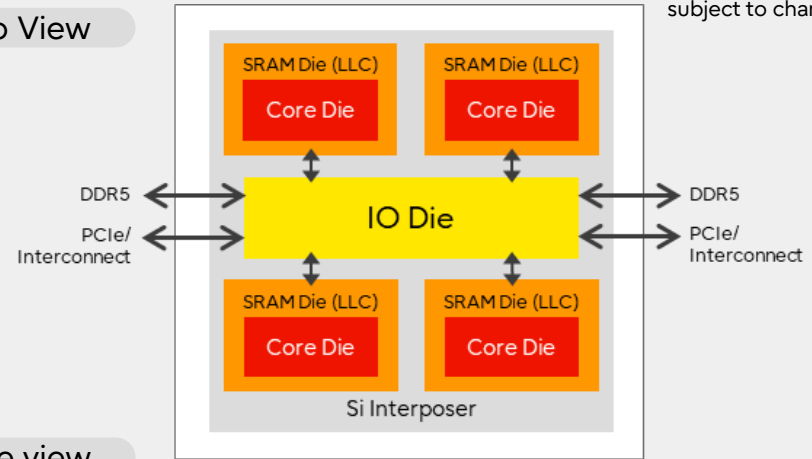 o View
subject to char
SRAM Die (LLC)
SRAM Die (LLC)
Core Die
Core Die
DDR5
DDR5
IO Die
PCIe/
Interconnect
PCIe/
Interconnect
SRAM Die (LLC)
SRAM Die (LLC)
Core Die
Core Die
Si Interposer
e view